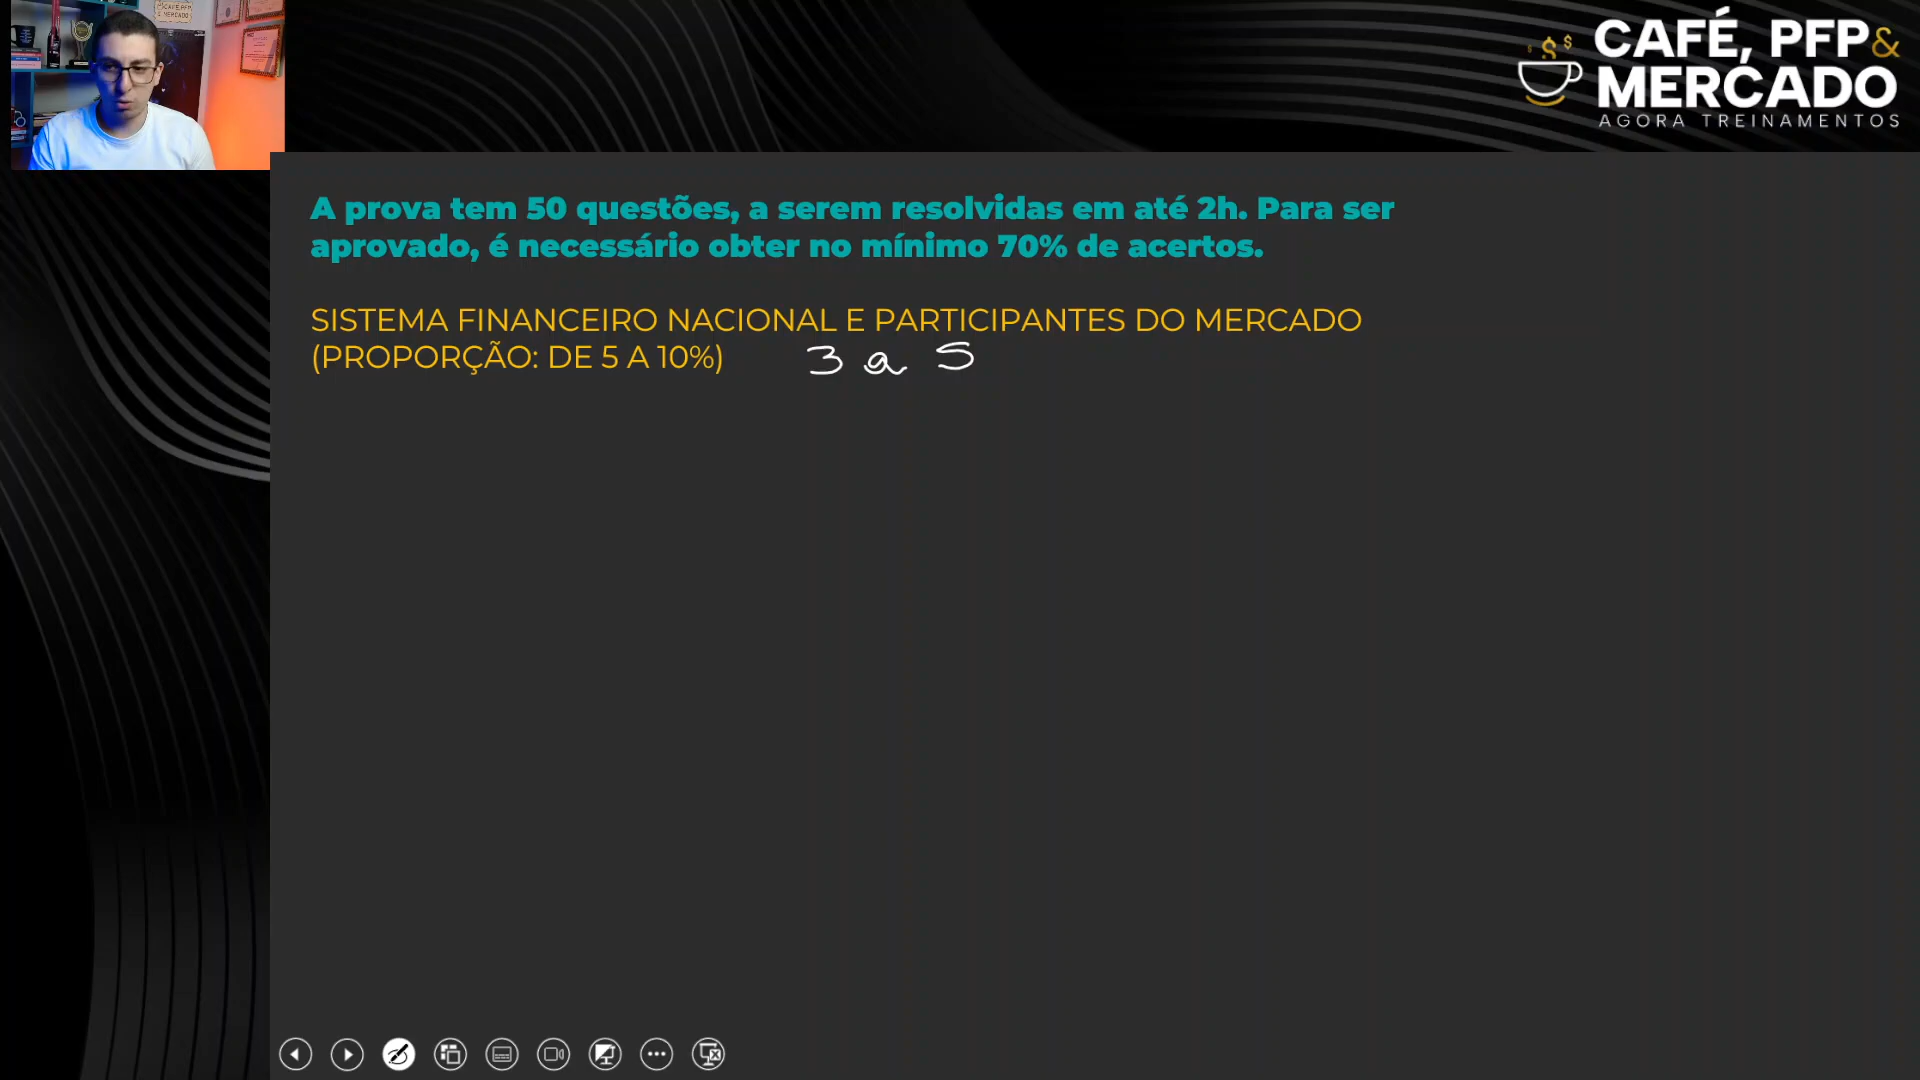 CAFÉ, PFP&
MERCADO
AGORA TREINAMENTOS
A prova tem 50 questões, a serem resolvidas em até 2h. Para ser
aprovado, é necessário obter no mínimo 70% de acertos.
SISTEMA FINANCEIRO NACIONAL E PARTICIPANTES DO MERCADO
(PROPORÇÃO: DE 5 A 10%) 3 a 5